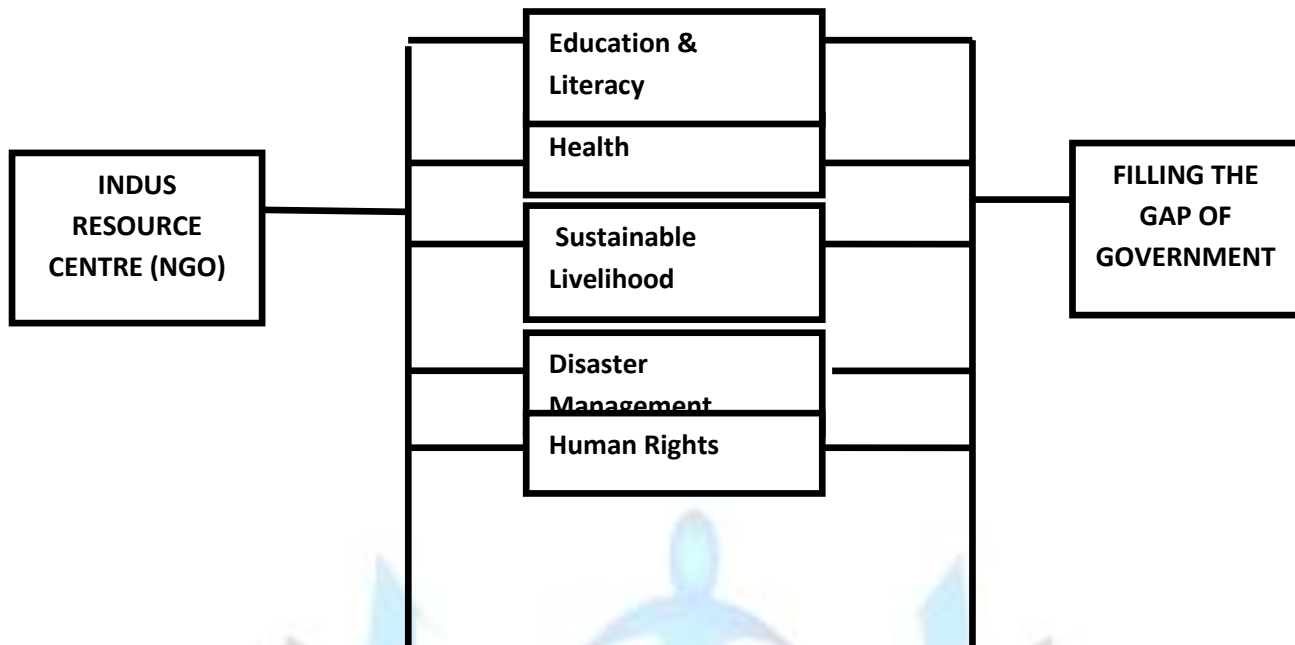 Education &
Literacy
Health
INDUS
RESOURCE
CENTRE (NGO)
FILLING THE
GAP OF
GOVERNMENT
Sustainable
Livelihood
Disaster
Management
Human Rights